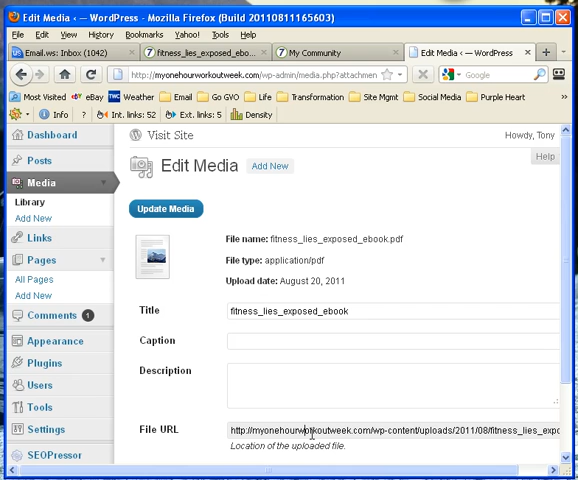 Edit Media ‹ — WordPress - Mozilla Firefox (Build 20110811165603)
File Edit View History Bookmarks Yahoo! Tools Help
Email.ws: Inbox (1042) fitness_lies_exposed_ebo... My Community Edit Media ‹ — WordPress
http://myonehourworkoutweek.com/wp-admin/media.php?attachmen Google
Most Visited eBay Weather Email Go GVO Life Transformation Site Mgmt Social Media Purple Heart
Info Int. links: 52 Ext. links: 5 Density
Dashboard
Visit Site
Howdy, Tony
Help
Posts
Edit Media Add New
Media
Library
Add New
Update Media
Links
File name: fitness_lies_exposed_ebook.pdf
Pages
File type: application/pdf
All Pages
Upload date: August 20, 2011
Add New
Comments 1
Title fitness_lies_exposed_ebook
Appearance
Caption
Plugins
Description
Users
Tools
Settings
File URL http://myonehourworkoutweek.com/wp-content/uploads/2011/08/fitness_lies_expo
Location of the uploaded file.
SEOPressor